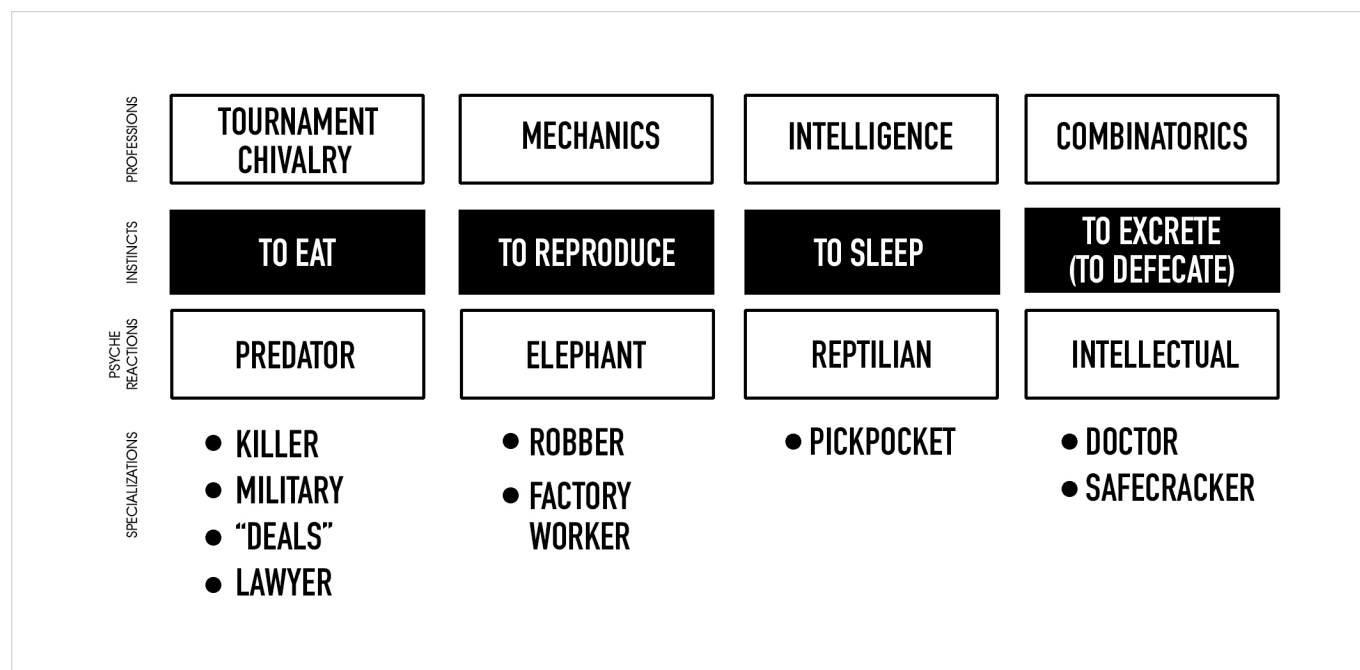 PROFESSIONS
TOURNAMENT
CHIVALRY
MECHANICS
INTELLIGENCE
COMBINATORICS
INSTINCTS
TO EAT
TO REPRODUCE
TO SLEEP
TO EXCRETE
(TO DEFECATE)
PSYCHE
REACTIONS
PREDATOR
ELEPHANT
REPTILIAN
INTELLECTUAL
SPECIALIZATIONS
• KILLER
• MILITARY
• “DEALS”
• LAWYER
• ROBBER
• FACTORY
WORKER
• PICKPOCKET
• DOCTOR
• SAFECRACKER